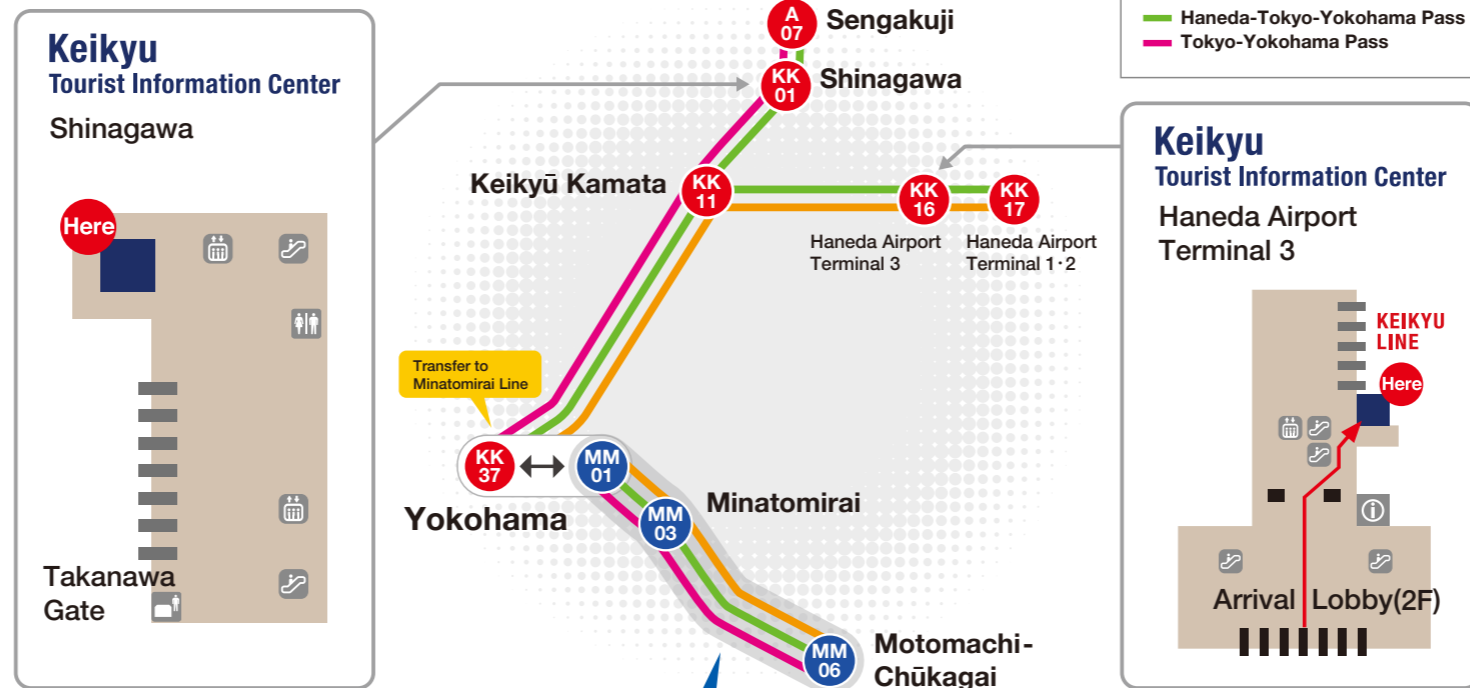 Keikyu
Tourist Information Center
Shinagawa
Here
Takanawa
Gate
A
07
Sengakuji
KK
01
Shinagawa
Keikyū Kamata
KK
11
KK
16
KK
17
Haneda Airport
Terminal 3
Haneda Airport
Terminal 1･2
Transfer to
Minatomirai Line
KK
37
MM
01
Yokohama
MM
03
Minatomirai
MM
06
Motomachi-
Chūkagai
Haneda-Tokyo-Yokohama Pass
Tokyo-Yokohama Pass
Keikyu
Tourist Information Center
Haneda Airport
Terminal 3
KEIKYU
LINE
Here
i
Arrival Lobby(2F)